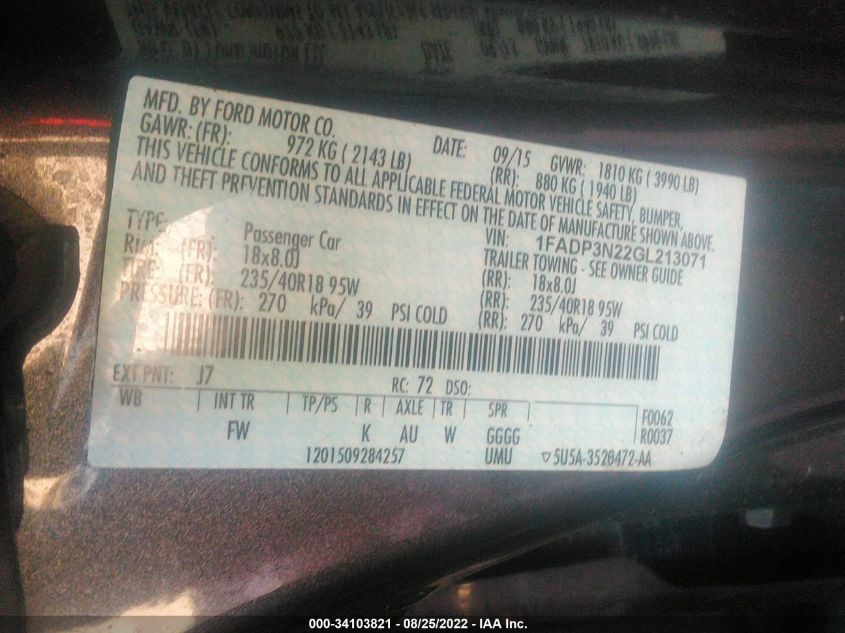 MFD. BY FORD MOTOR CO.
DATE: 09/15 GVWR: 1810 KG ( 3990 LB)
GAWR: (FR): 972 KG ( 2143 LB) (RR): 880 KG ( 1940 LB)
THIS VEHICLE CONFORMS TO ALL APPLICABLE FEDERAL MOTOR VEHICLE SAFETY, BUMPER,
AND THEFT PREVENTION STANDARDS IN EFFECT ON THE DATE OF MANUFACTURE SHOWN ABOVE.
VIN: 1FADP3N22GL213071
TYPE: Passenger Car TRAILER TOWING - SEE OWNER GUIDE
RIM: (FR): 18x8.0J (RR): 18x8.0J
TIRE: (FR): 235/40R18 95W (RR): 235/40R18 95W
PRESSURE: (FR): 270 kPa/ 39 PSI COLD (RR): 270 kPa/ 39 PSI COLD
EXT PNT: J7 RC: 72 DSO:
WB INT TR TP/PS R AXLE TR SPR F0062
FW K AU W GGGG R0037
1201509284257 UMU ▽5U5A-3520472-AA
000-34103821 - 08/25/2022 - IAA Inc.